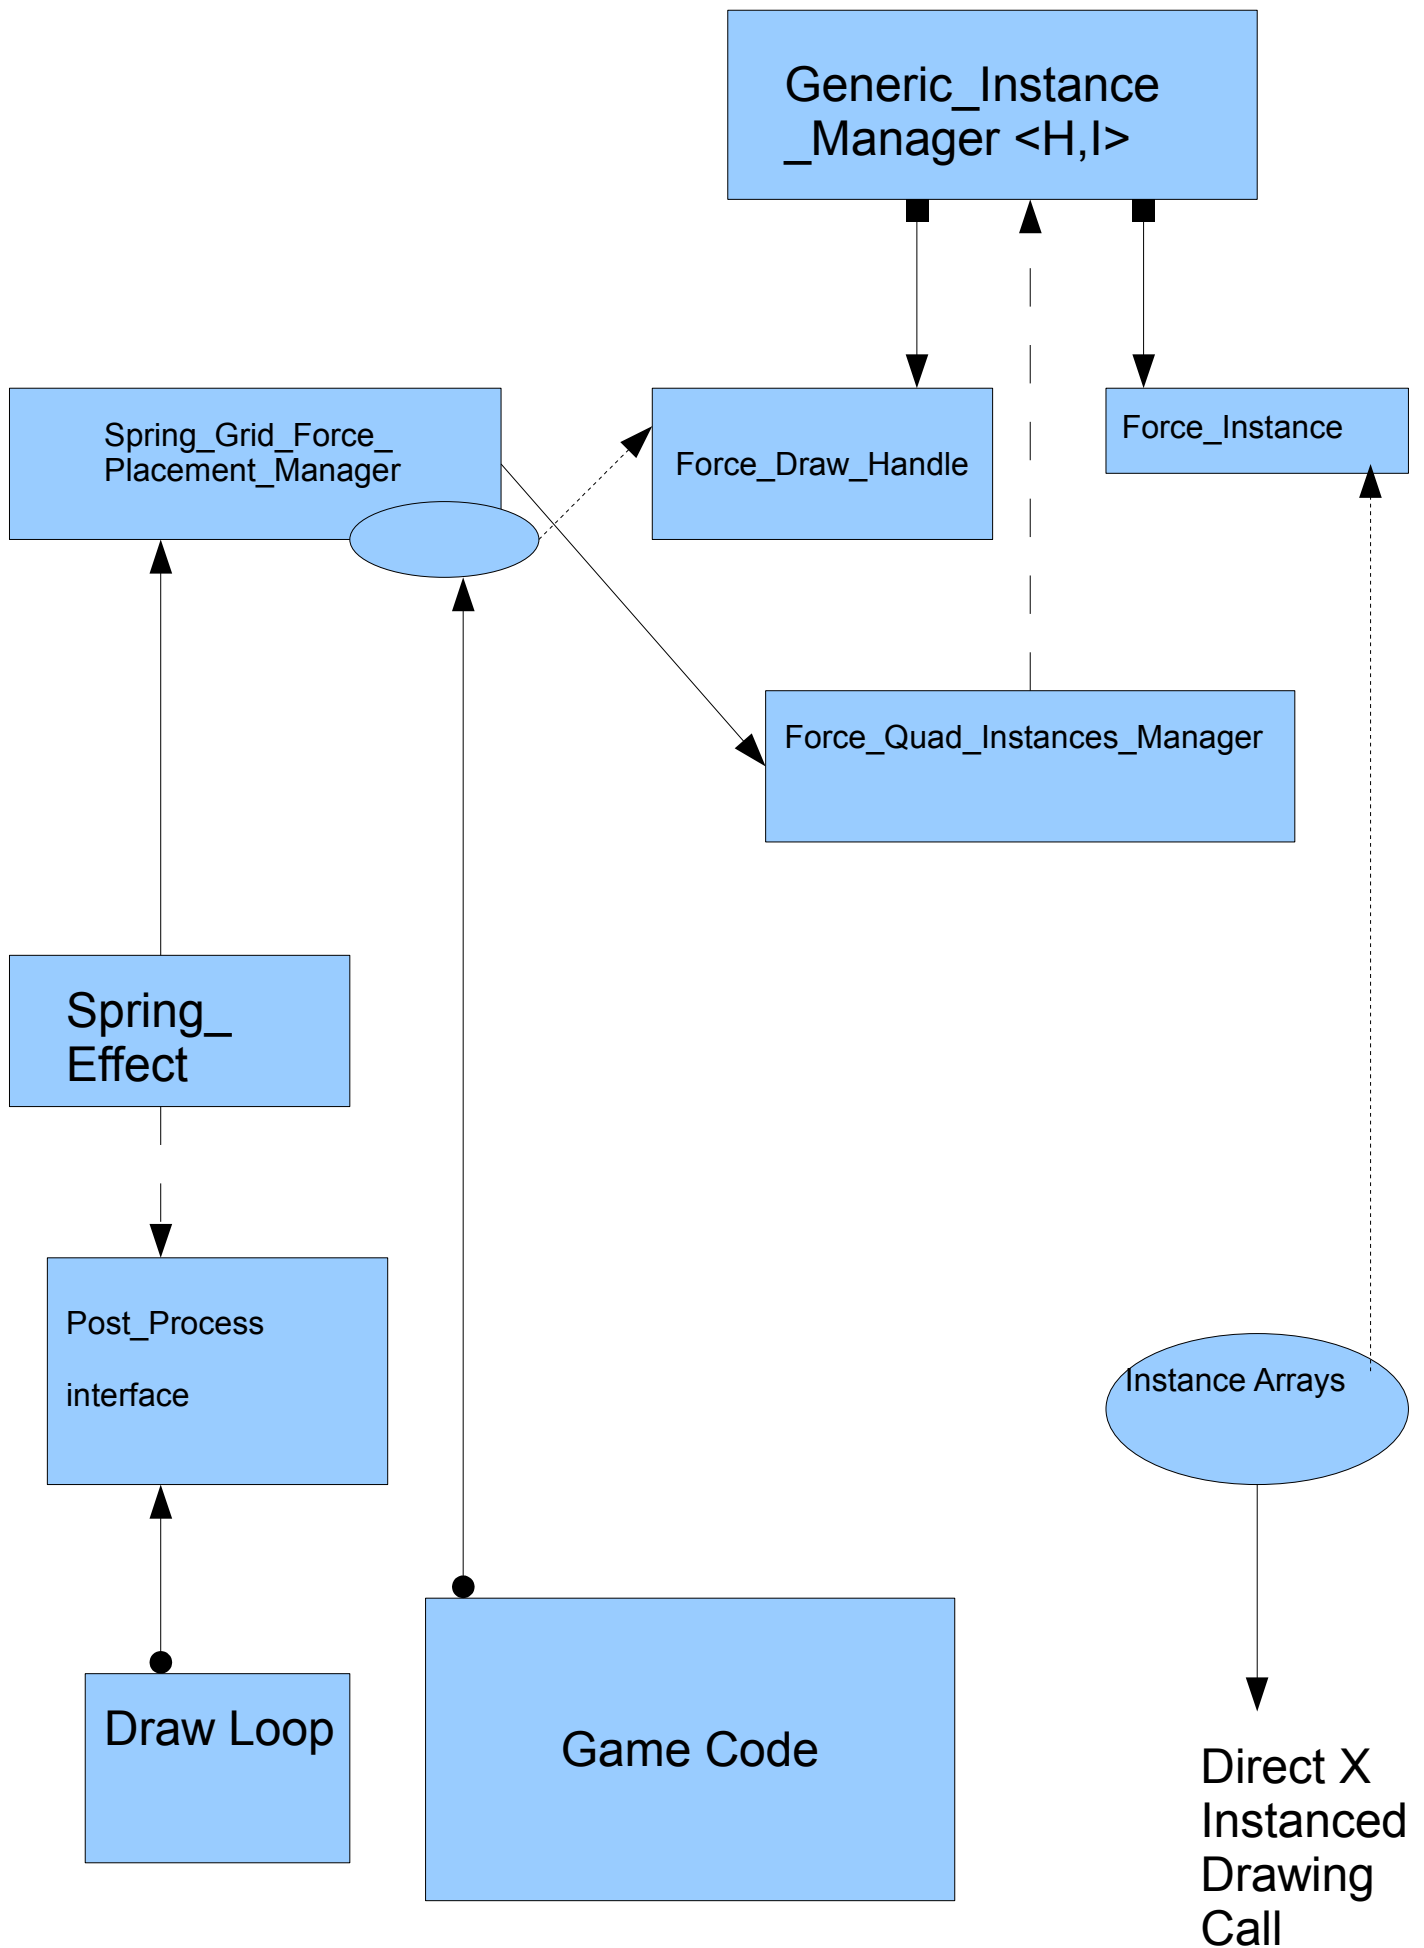 Generic_Instance
_Manager <H,I>
Spring_Grid_Force_
Placement_Manager
Force_Draw_Handle
Force_Instance
Force_Quad_Instances_Manager
Spring_
Effect
Post_Process
interface
Instance Arrays
Draw Loop
Game Code
Direct X
Instanced
Drawing
Call